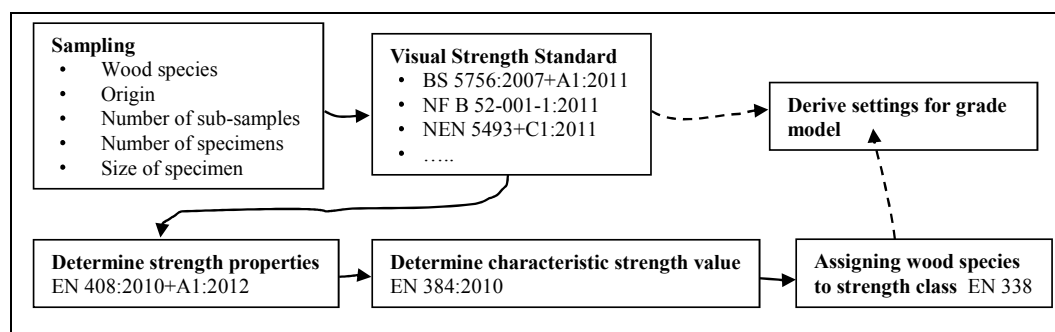 Sampling
• Wood species
• Origin
• Number of sub-samples
• Number of specimens
• Size of specimen
Visual Strength Standard
• BS 5756:2007+A1:2011
• NF B 52-001-1:2011
• NEN 5493+C1:2011
• …..
Derive settings for grade
model
Determine strength properties
EN 408:2010+A1:2012
Determine characteristic strength value
EN 384:2010
Assigning wood species
to strength class EN 338